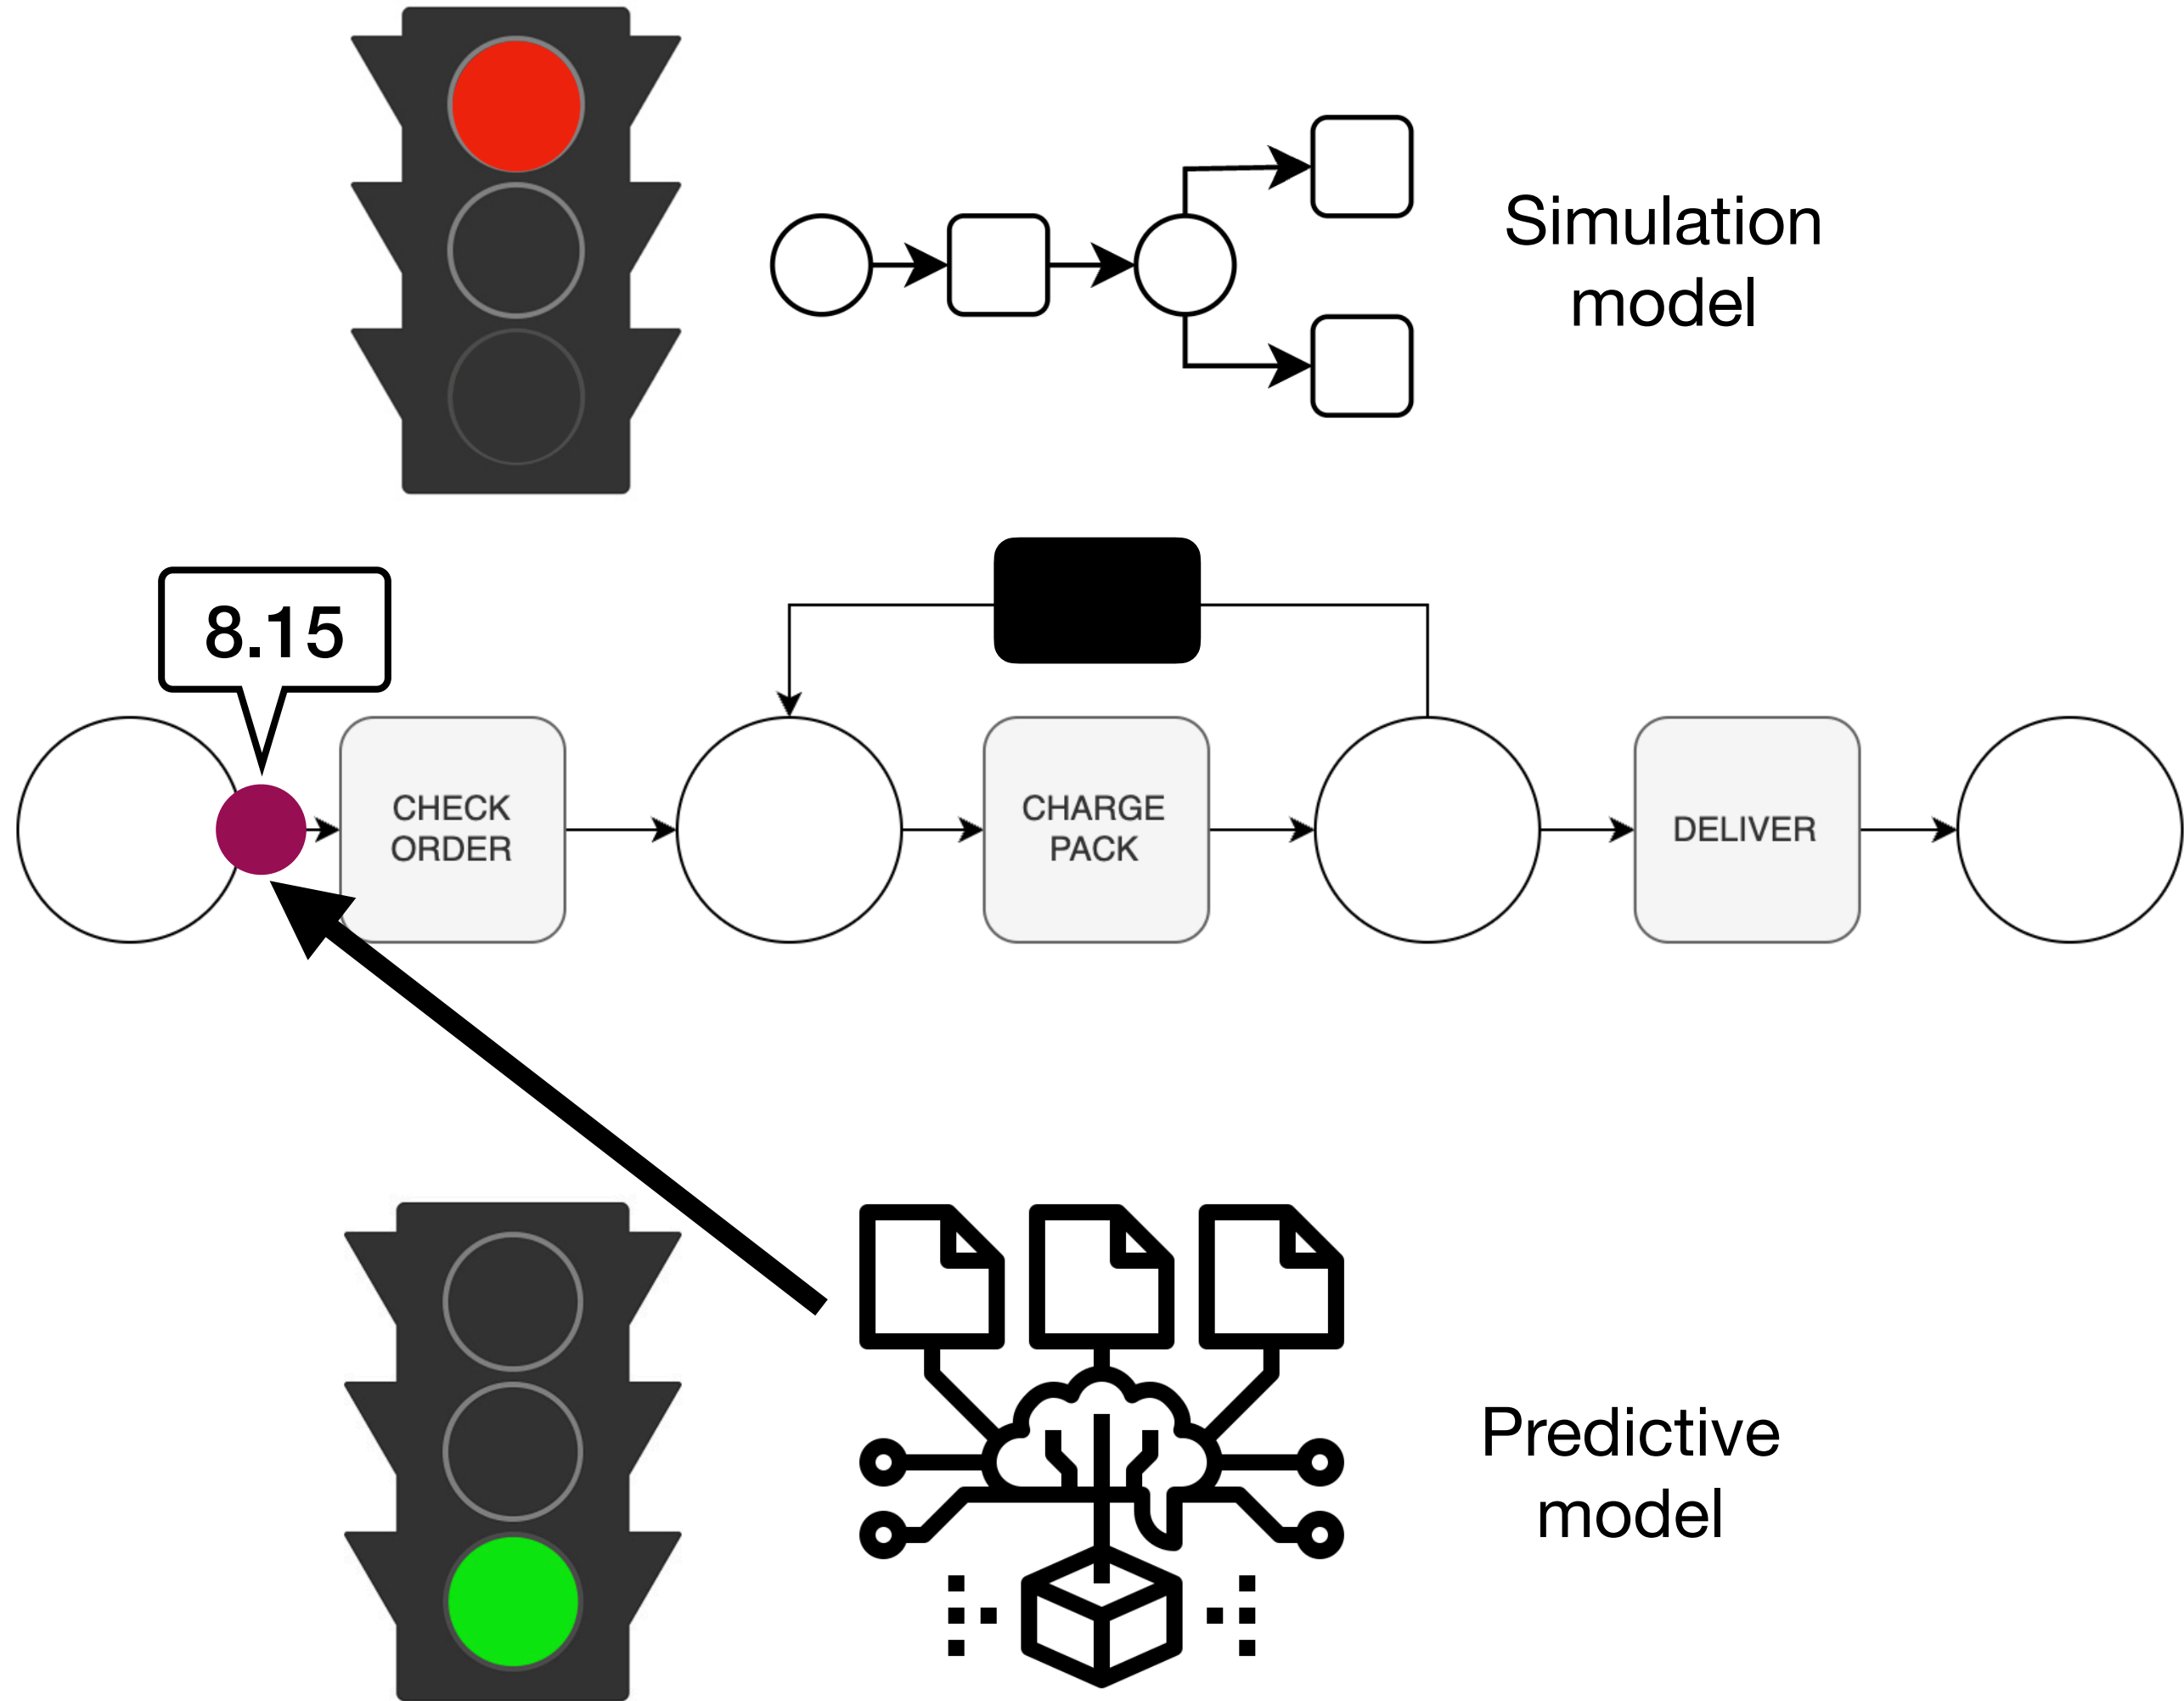 Simulation
model
8.15
CHECK
ORDER
CHARGE
PACK
DELIVER
Predictive
model